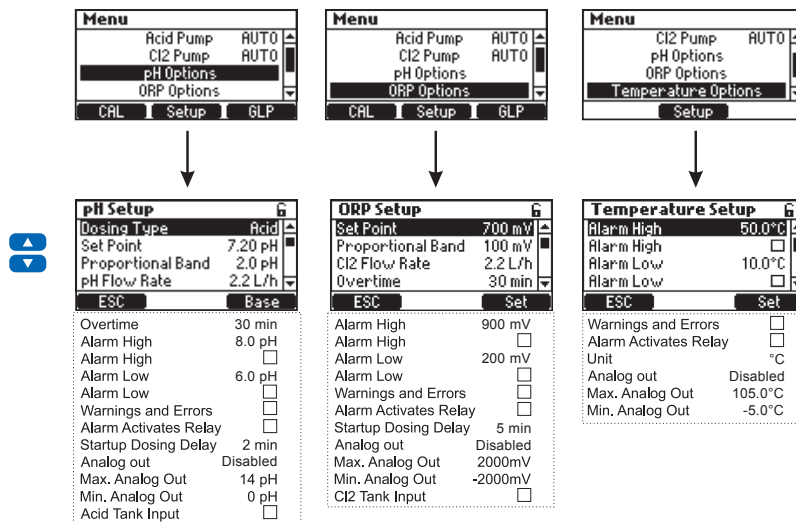 Menu
Acid Pump AUTO
Cl2 Pump AUTO
pH Options
ORP Options
CAL Setup GLP
Menu
Acid Pump AUTO
Cl2 Pump AUTO
pH Options
ORP Options
CAL Setup GLP
Menu
Cl2 Pump AUTO
pH Options
ORP Options
Temperature Options
Setup
pH Setup
Dosing Type Acid
Set Point 7.20 pH
Proportional Band 2.0 pH
pH Flow Rate 2.2 L/h
ESC Base
Overtime 30 min
Alarm High 8.0 pH
Alarm High
Alarm Low 6.0 pH
Alarm Low
Warnings and Errors
Alarm Activates Relay
Startup Dosing Delay 2 min
Analog out Disabled
Max. Analog Out 14 pH
Min. Analog Out 0 pH
Acid Tank Input
ORP Setup
Set Point 700 mV
Proportional Band 100 mV
Cl2 Flow Rate 2.2 L/h
Overtime 30 min
ESC Set
Alarm High 900 mV
Alarm High
Alarm Low 200 mV
Alarm Low
Warnings and Errors
Alarm Activates Relay
Startup Dosing Delay 5 min
Analog out Disabled
Max. Analog Out 2000mV
Min. Analog Out -2000mV
Cl2 Tank Input
Temperature Setup
Alarm High 50.0°C
Alarm High
Alarm Low 10.0°C
Alarm Low
ESC Set
Warnings and Errors
Alarm Activates Relay
Unit °C
Analog out Disabled
Max. Analog Out 105.0°C
Min. Analog Out -5.0°C